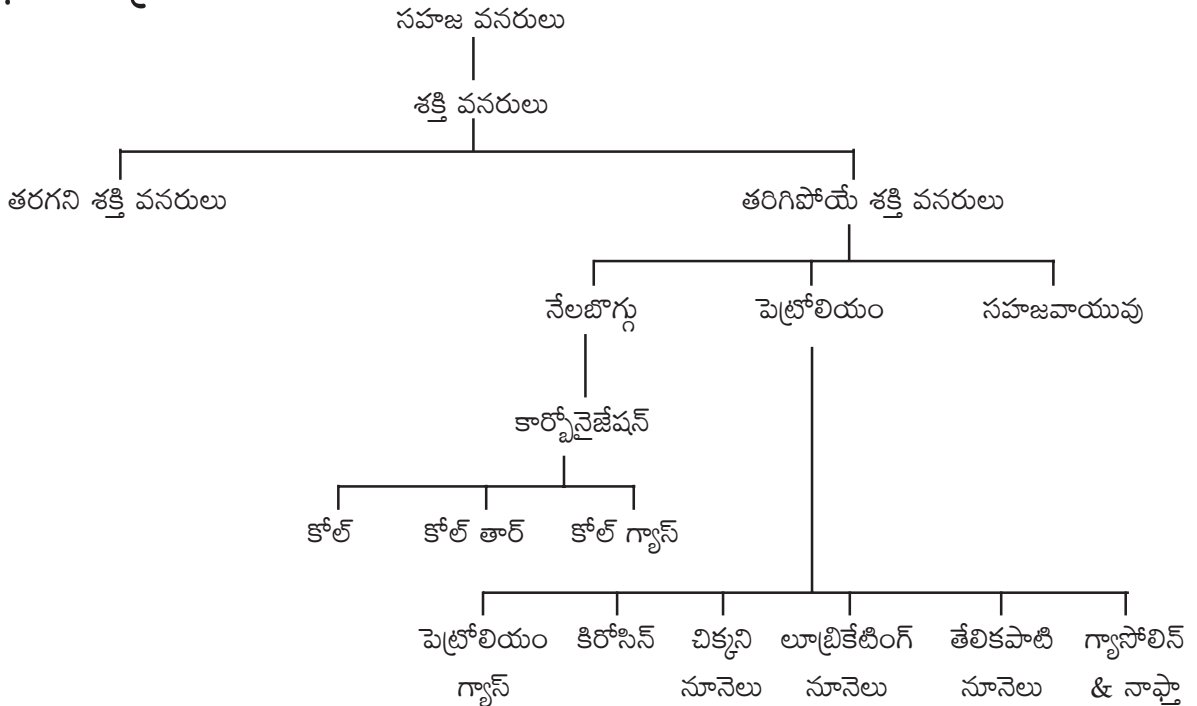 సహజ వనరులు
శక్తి వనరులు
తరగని శక్తి వనరులు తరిగిపోయే శక్తి వనరులు
నేలబొగ్గు పెట్రోలియం సహజవాయువు
కార్బోనైజేషన్
కోల్ కోల్ తార్ కోల్ గ్యాస్
పెట్రోలియం కిరోసిన్ చిక్కని లూబ్రికేటింగ్ తేలికపాటి గ్యాసోలిన్
గ్యాస్ నూనెలు నూనెలు నూనెలు & నాఫ్తా